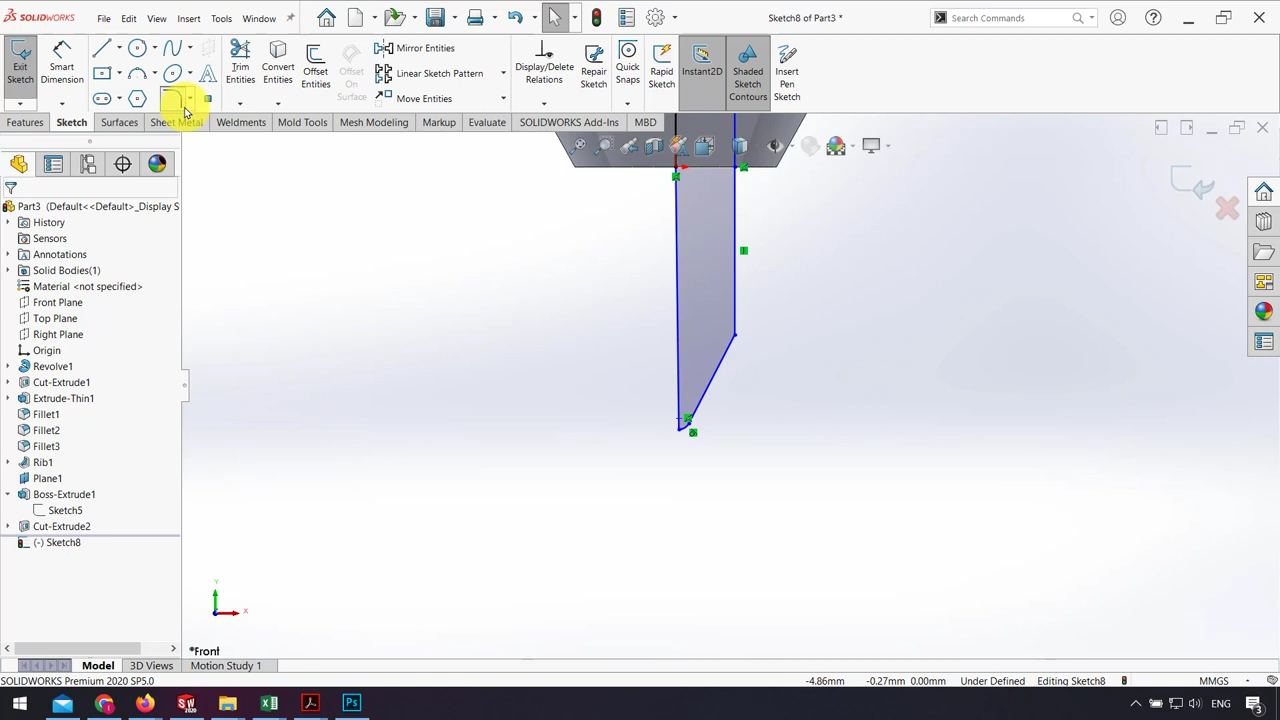 SOLIDWORKS
File Edit View Insert Tools Window
Sketch8 of Part3 *
Search Commands
Exit Sketch
Smart Dimension
Trim Entities
Convert Entities
Offset Entities
Offset On Surface
Mirror Entities
Linear Sketch Pattern
Move Entities
Display/Delete Relations
Repair Sketch
Quick Snaps
Rapid Sketch
Instant2D
Shaded Sketch Contours
Insert Pen Sketch
Features Sketch Surfaces Sheet Metal Weldments Mold Tools Mesh Modeling Markup Evaluate SOLIDWORKS Add-Ins MBD
Part3 (Default<<Default>_Display S
History
Sensors
Annotations
Solid Bodies(1)
Material <not specified>
Front Plane
Top Plane
Right Plane
Origin
Revolve1
Cut-Extrude1
Extrude-Thin1
Fillet1
Fillet2
Fillet3
Rib1
Plane1
Boss-Extrude1
Sketch5
Cut-Extrude2
(-) Sketch8
Y
X
*Front
Model 3D Views Motion Study 1
SOLIDWORKS Premium 2020 SP5.0
-4.86mm -0.27mm 0.00mm Under Defined Editing Sketch8 MMGS
ENG